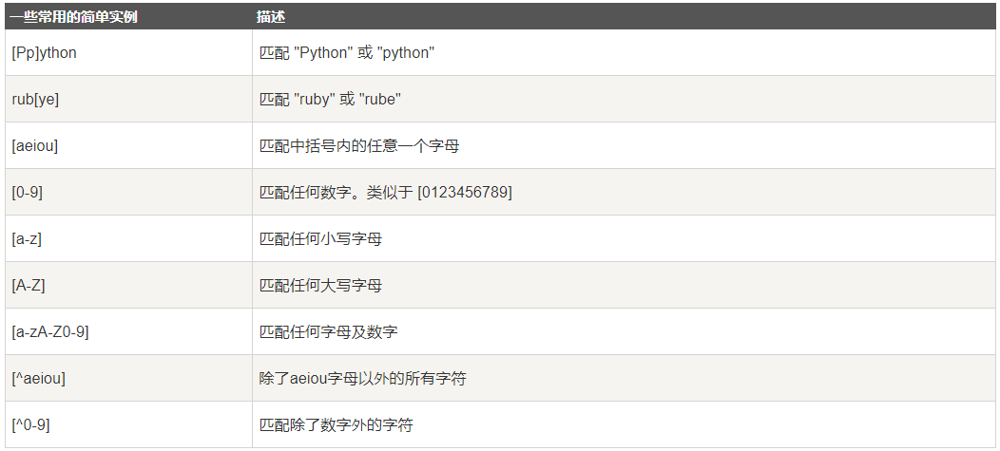 一些常用的简单实例 描述
[Pp]ython 匹配 "Python" 或 "python"
rub[ye] 匹配 "ruby" 或 "rube"
[aeiou] 匹配中括号内的任意一个字母
[0-9] 匹配任何数字。类似于 [0123456789]
[a-z] 匹配任何小写字母
[A-Z] 匹配任何大写字母
[a-zA-Z0-9] 匹配任何字母及数字
[^aeiou] 除了aeiou字母以外的所有字符
[^0-9] 匹配除了数字外的字符